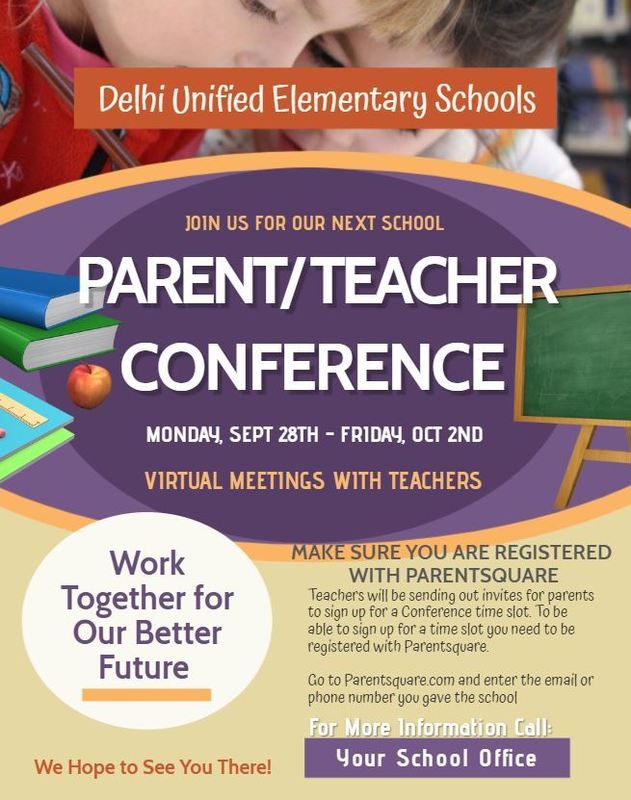 Delhi Unified Elementary Schools
JOIN US FOR OUR NEXT SCHOOL
PARENT/TEACHER
CONFERENCE
MONDAY, SEPT 28TH - FRIDAY, OCT 2ND
VIRTUAL MEETINGS WITH TEACHERS
Work
Together for
Our Better
Future
We Hope to See You There!
MAKE SURE YOU ARE REGISTERED
WITH PARENTSQUARE
Teachers will be sending out invites for parents
to sign up for a Conference time slot. To be
able to sign up for a time slot you need to be
registered with Parentsquare.
Go to Parentsquare.com and enter the email or
phone number you gave the school
For More Information Call:
Your School Office